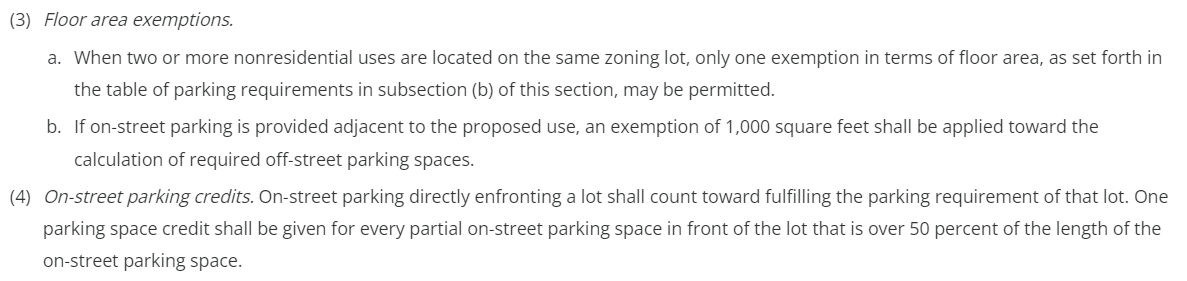 (3) Floor area exemptions.
a. When two or more nonresidential uses are located on the same zoning lot, only one exemption in terms of floor area, as set forth in
the table of parking requirements in subsection (b) of this section, may be permitted.
b. If on-street parking is provided adjacent to the proposed use, an exemption of 1,000 square feet shall be applied toward the
calculation of required off-street parking spaces.
(4) On-street parking credits. On-street parking directly enfronting a lot shall count toward fulfilling the parking requirement of that lot. One
parking space credit shall be given for every partial on-street parking space in front of the lot that is over 50 percent of the length of the
on-street parking space.